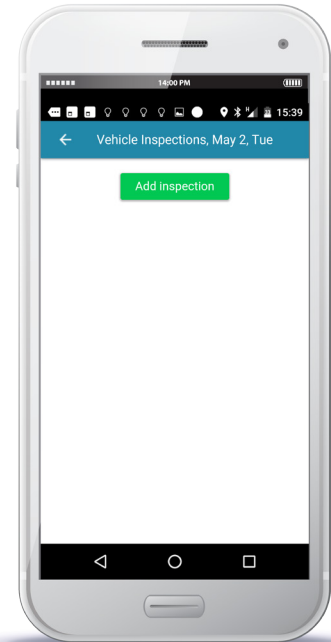 14:00 PM
H
15:39
Vehicle Inspections, May 2, Tue
Add inspection